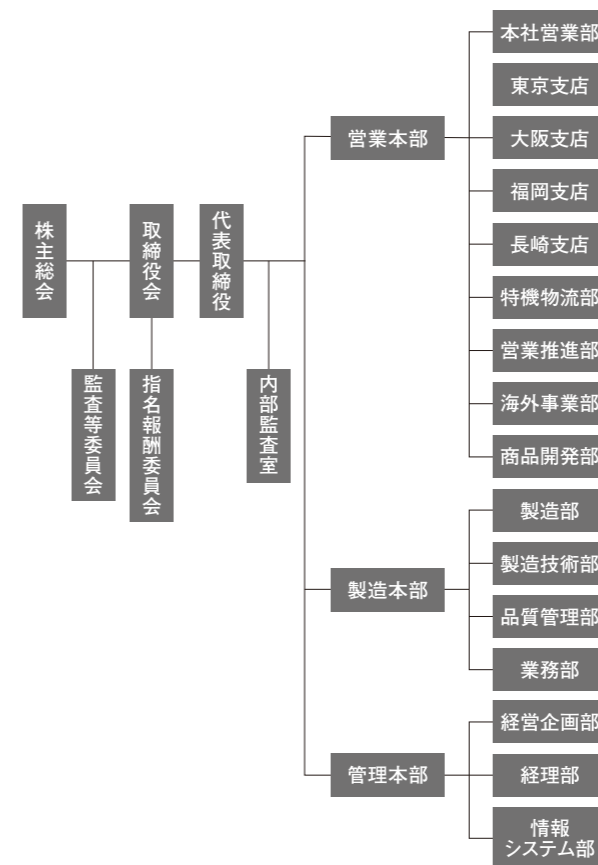 株主総会
取締役会
代表取締役
監査等委員会
指名報酬委員会
内部監査室
営業本部
本社営業部
東京支店
大阪支店
福岡支店
長崎支店
特機物流部
営業推進部
海外事業部
商品開発部
製造本部
製造部
製造技術部
品質管理部
業務部
管理本部
経営企画部
経理部
情報
システム部